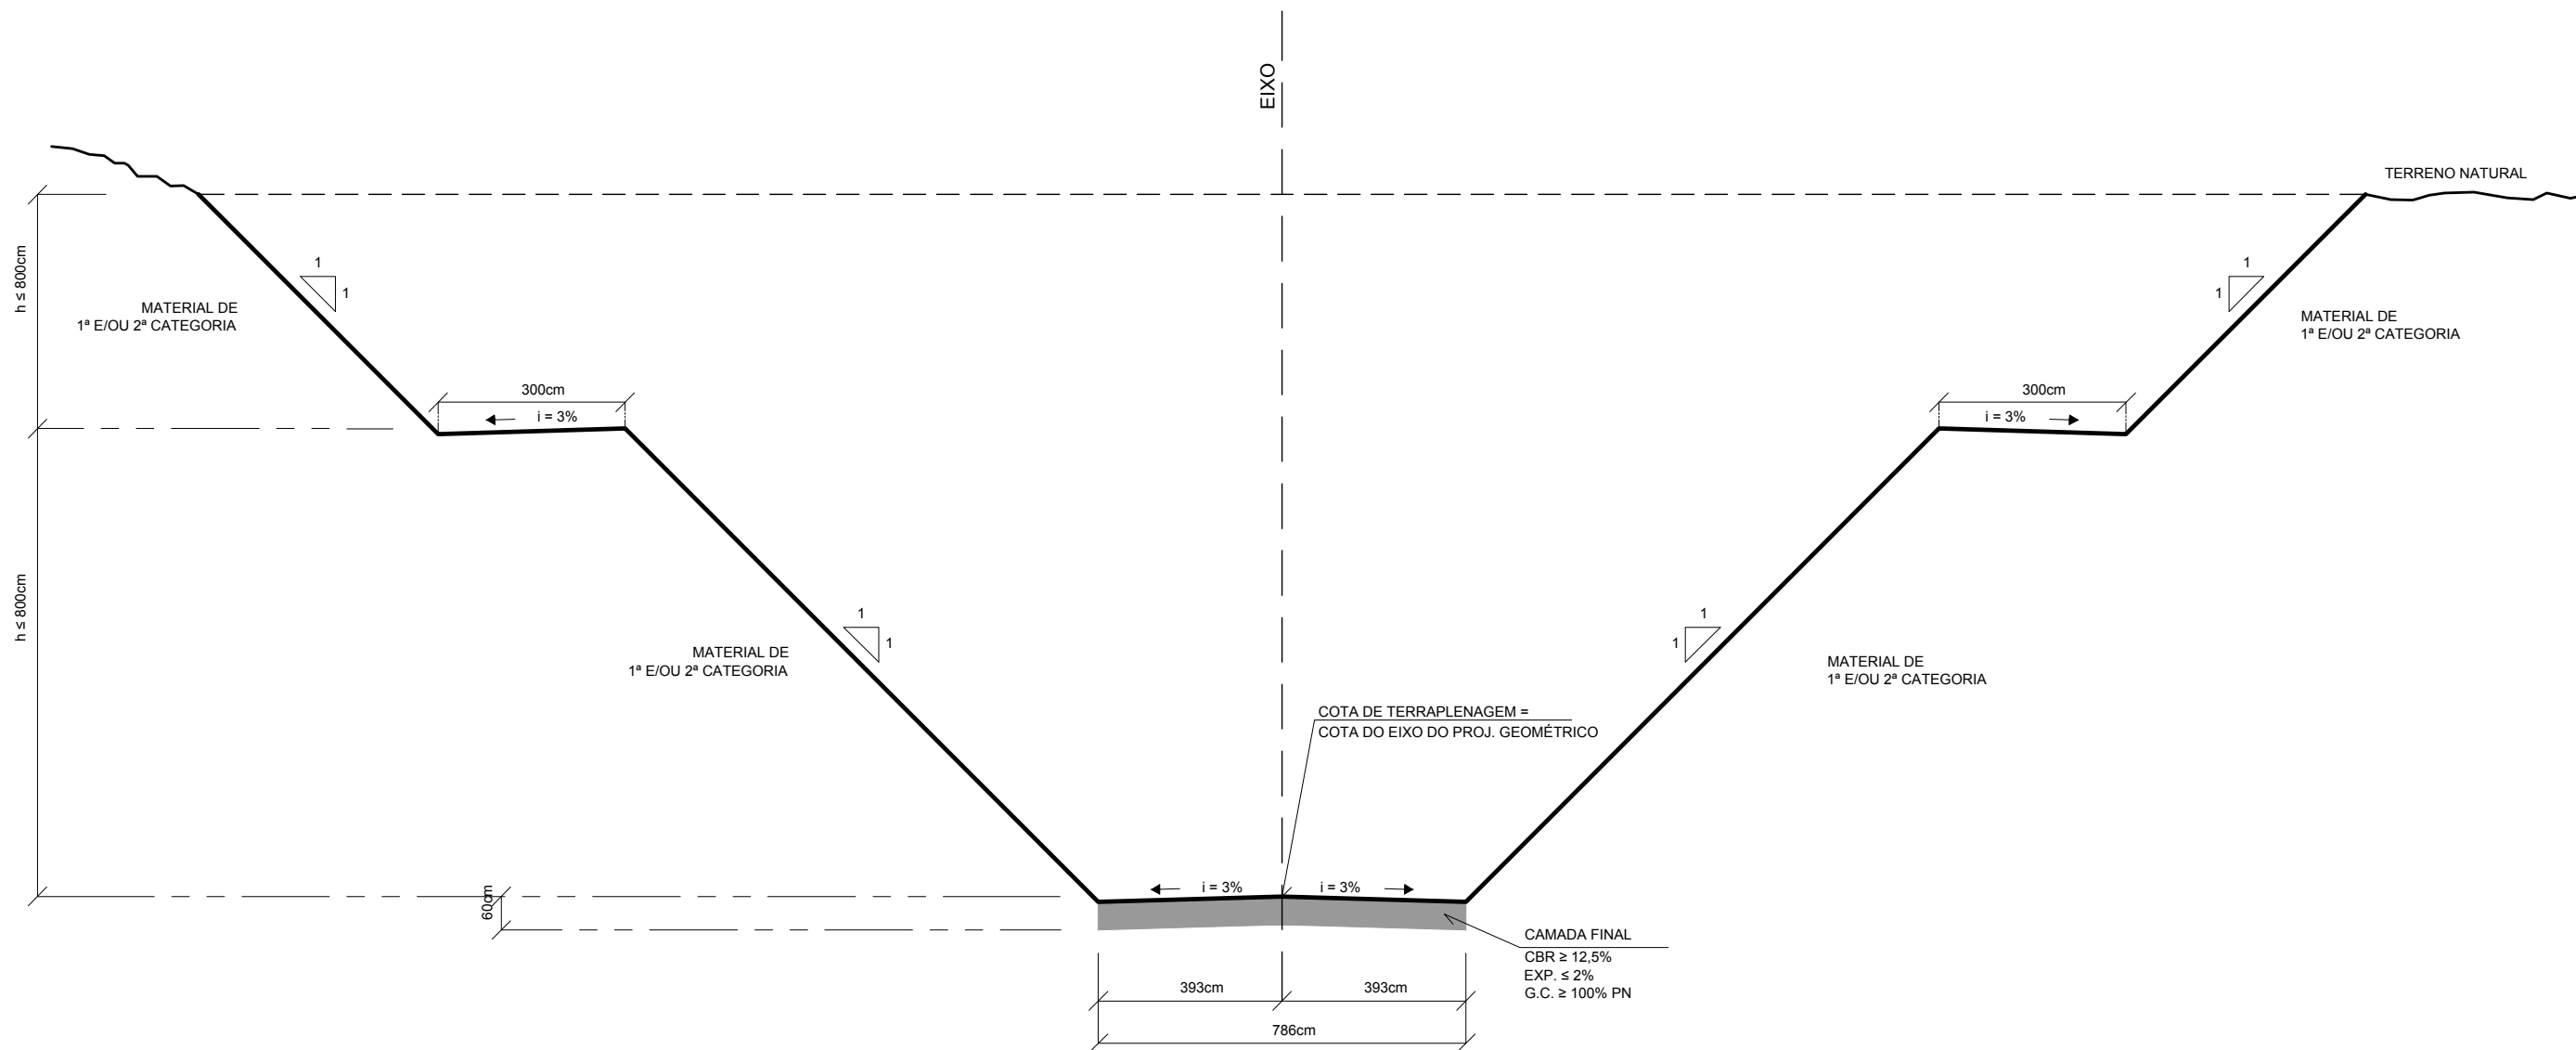 EIXO
TERRENO NATURAL
h ≤ 800cm
1
1
MATERIAL DE
1ª E/OU 2ª CATEGORIA
1
1
MATERIAL DE
1ª E/OU 2ª CATEGORIA
300cm
i = 3%
300cm
i = 3%
h ≤ 800cm
1
1
MATERIAL DE
1ª E/OU 2ª CATEGORIA
1
1
MATERIAL DE
1ª E/OU 2ª CATEGORIA
COTA DE TERRAPLENAGEM =
COTA DO EIXO DO PROJ. GEOMÉTRICO
60cm
i = 3%
i = 3%
CAMADA FINAL
CBR ≥ 12,5%
EXP. ≤ 2%
G.C. ≥ 100% PN
393cm
393cm
786cm